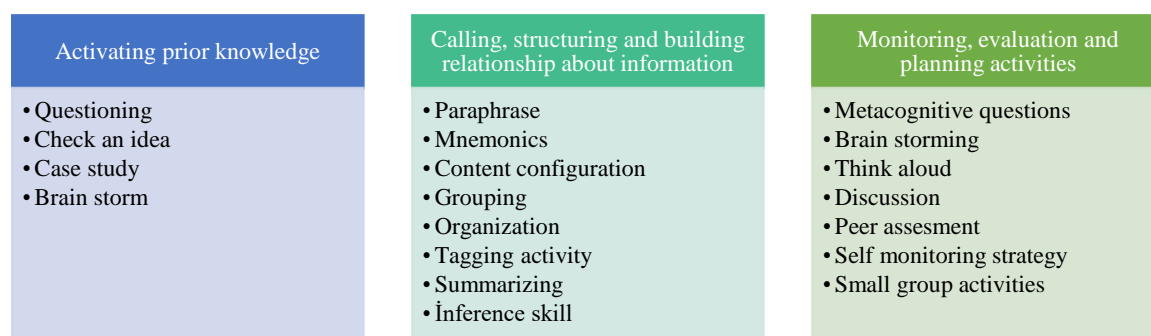 Activating prior knowledge
• Questioning
• Check an idea
• Case study
• Brain storm
Calling, structuring and building
relationship about information
• Paraphrase
• Mnemonics
• Content configuration
• Grouping
• Organization
• Tagging activity
• Summarizing
• İnference skill
Monitoring, evaluation and
planning activities
• Metacognitive questions
• Brain storming
• Think aloud
• Discussion
• Peer assesment
• Self monitoring strategy
• Small group activities